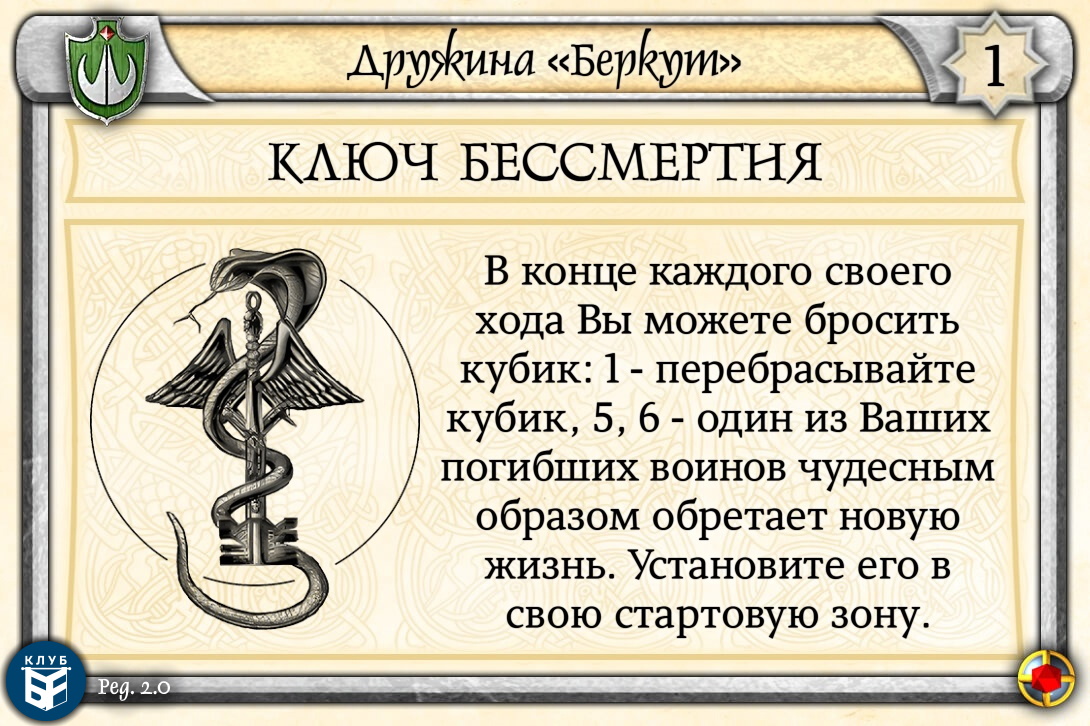 Дружина «Беркут»
1
КЛЮЧ БЕССМЕРТИЯ
В конце каждого своего
хода Вы можете бросить
кубик: 1 - перебрасывайте
кубик, 5, 6 - один из Ваших
погибших воинов чудесным
образом обретает новую
жизнь. Установите его в
свою стартовую зону.
КЛУБ
БГ
Ред. 2.0